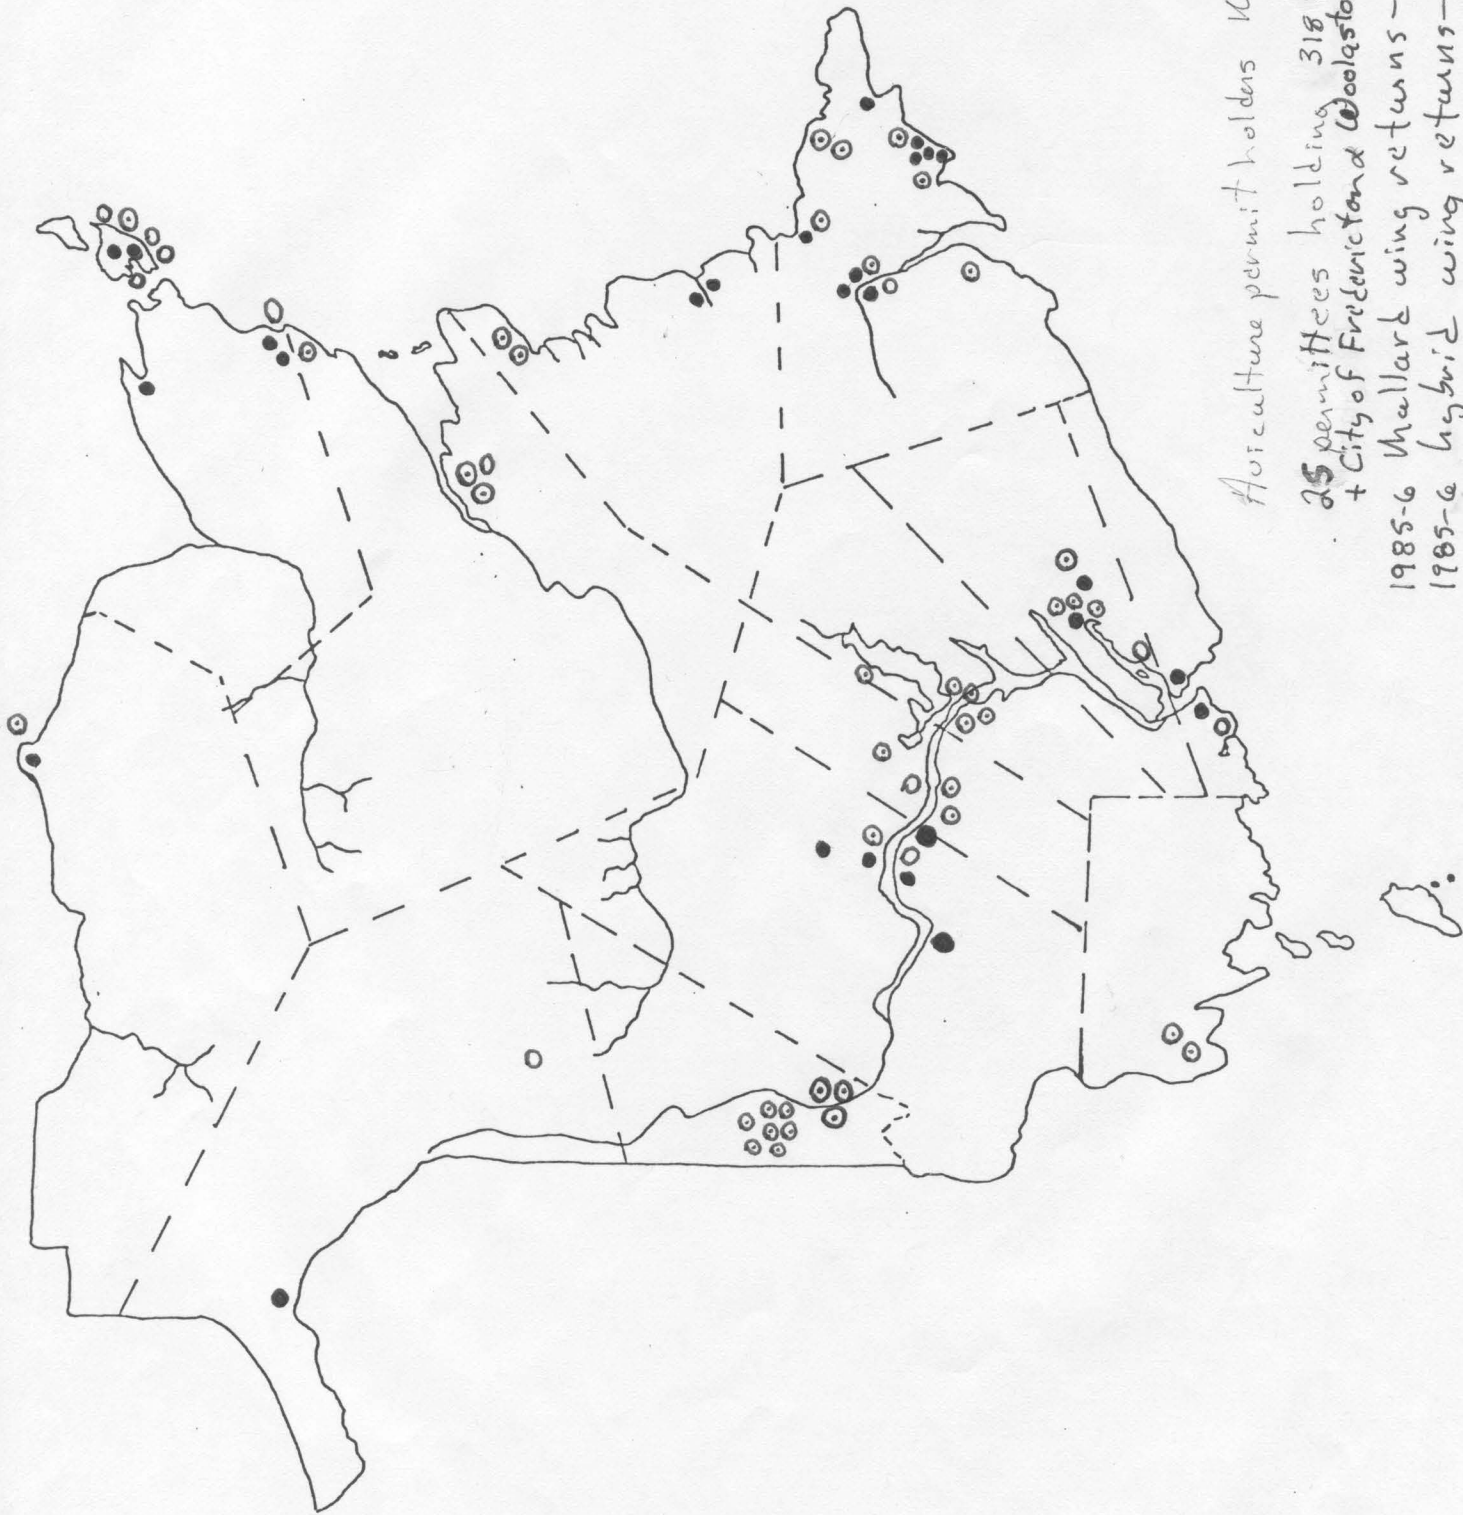 Aviculture permit holders
25 permittees holding 318
+ City of Fredericton & Woolasto
1985-6 Mallard wing returns -
1985-6 hybrid wing returns -